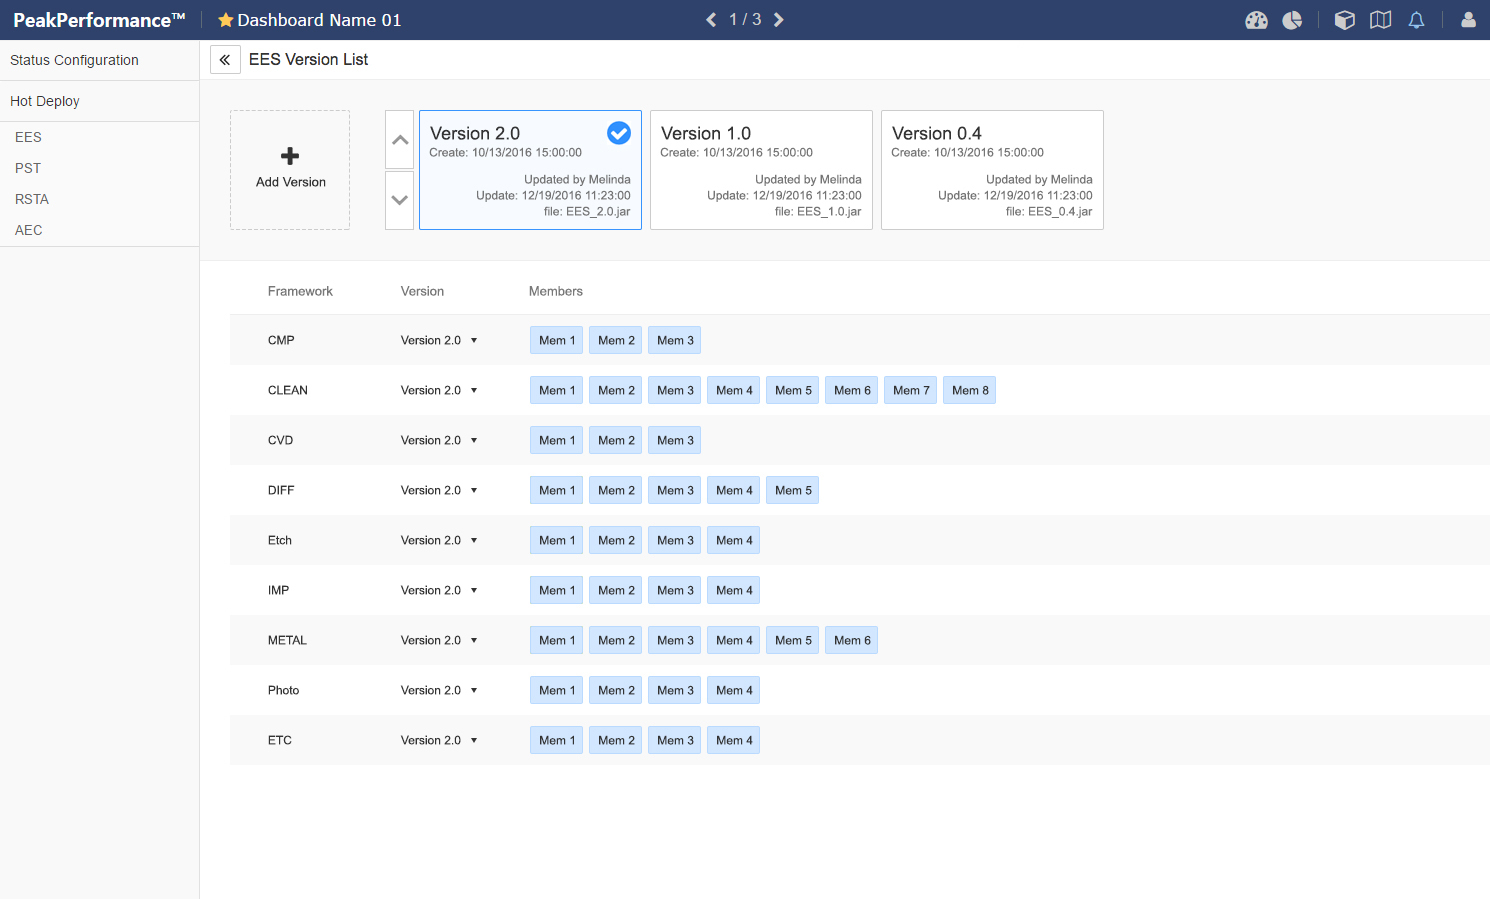 PeakPerformance™
Dashboard Name 01
1 / 3
Status Configuration
Hot Deploy
EES
PST
RSTA
AEC
EES Version List
Add Version
Version 2.0
Create: 10/13/2016 15:00:00
Updated by Melinda
Update: 12/19/2016 11:23:00
file: EES_2.0.jar
Version 1.0
Create: 10/13/2016 15:00:00
Updated by Melinda
Update: 12/19/2016 11:23:00
file: EES_1.0.jar
Version 0.4
Create: 10/13/2016 15:00:00
Updated by Melinda
Update: 12/19/2016 11:23:00
file: EES_0.4.jar
Framework Version Members
CMP Version 2.0 Mem 1 Mem 2 Mem 3
CLEAN Version 2.0 Mem 1 Mem 2 Mem 3 Mem 4 Mem 5 Mem 6 Mem 7 Mem 8
CVD Version 2.0 Mem 1 Mem 2 Mem 3
DIFF Version 2.0 Mem 1 Mem 2 Mem 3 Mem 4 Mem 5
Etch Version 2.0 Mem 1 Mem 2 Mem 3 Mem 4
IMP Version 2.0 Mem 1 Mem 2 Mem 3 Mem 4
METAL Version 2.0 Mem 1 Mem 2 Mem 3 Mem 4 Mem 5 Mem 6
Photo Version 2.0 Mem 1 Mem 2 Mem 3 Mem 4
ETC Version 2.0 Mem 1 Mem 2 Mem 3 Mem 4